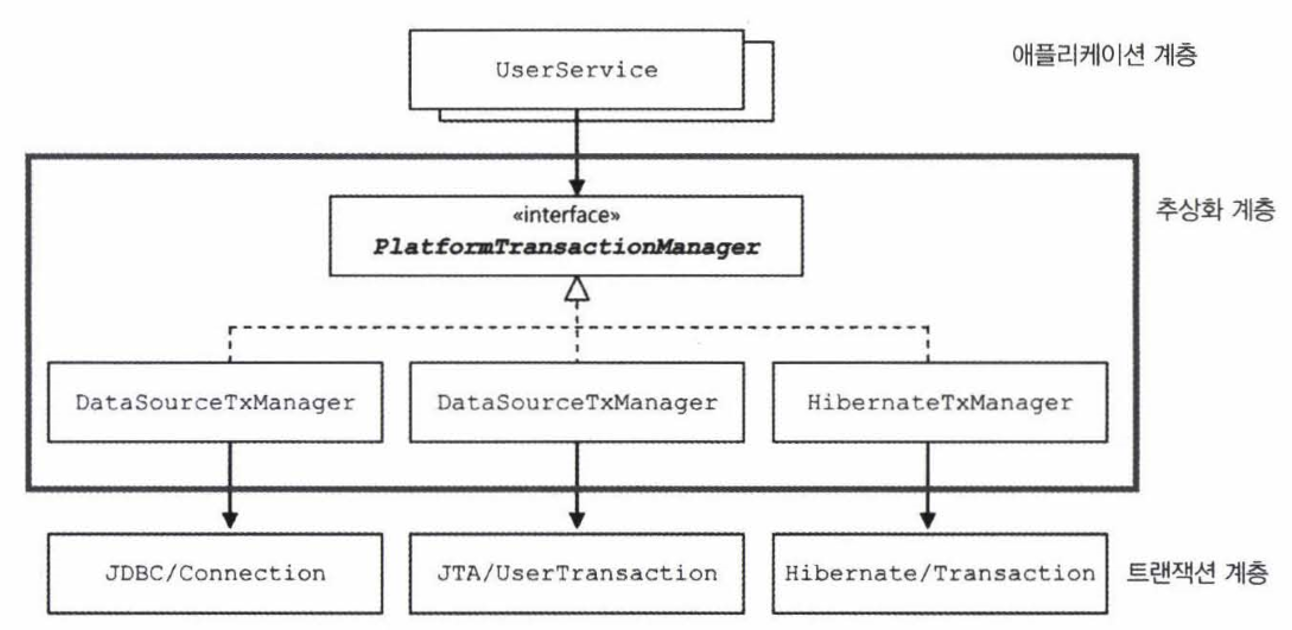 UserService
애플리케이션 계층
«interface»
PlatformTransactionManager
추상화 계층
DataSourceTxManager
DataSourceTxManager
HibernateTxManager
JDBC/Connection
JTA/UserTransaction
Hibernate/Transaction
트랜잭션 계층